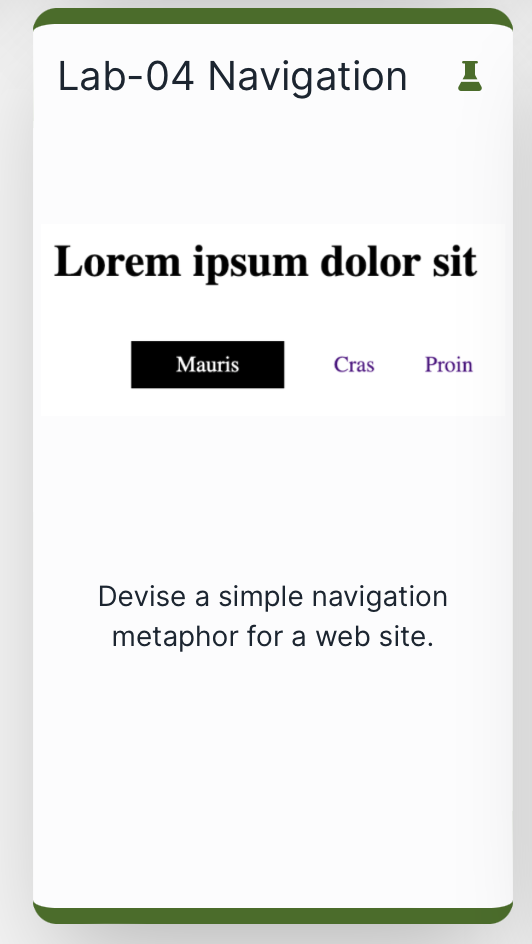 Lab-04 Navigation
Lorem ipsum dolor sit
Mauris Cras Proin
Devise a simple navigation
metaphor for a web site.